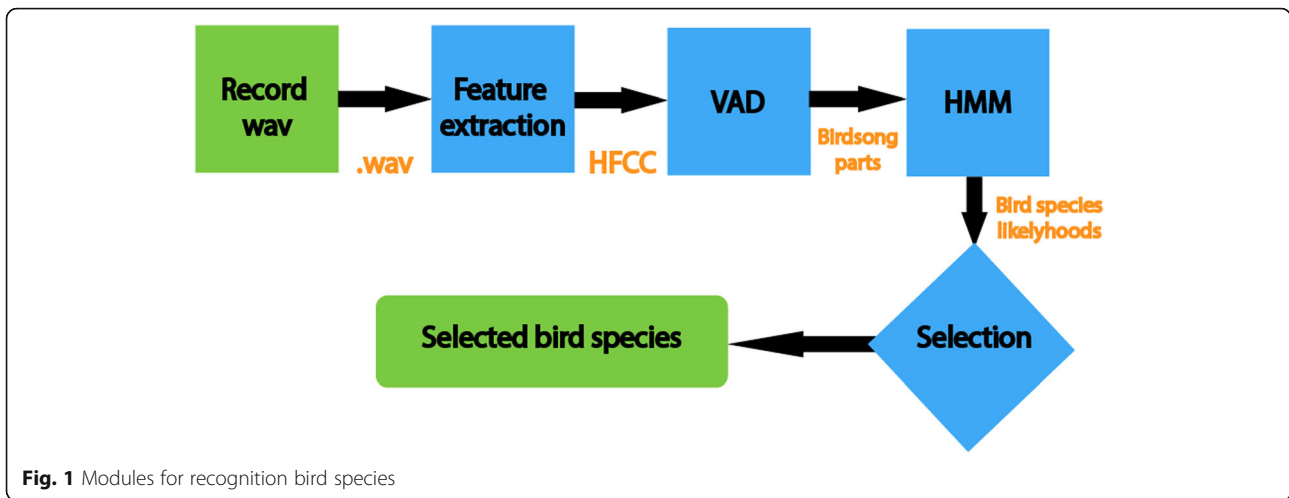 Record
wav
.wav
Feature
extraction
HFCC
VAD
Birdsong
parts
HMM
Bird species
likelyhoods
Selection
Selected bird species
Fig. 1 Modules for recognition bird species